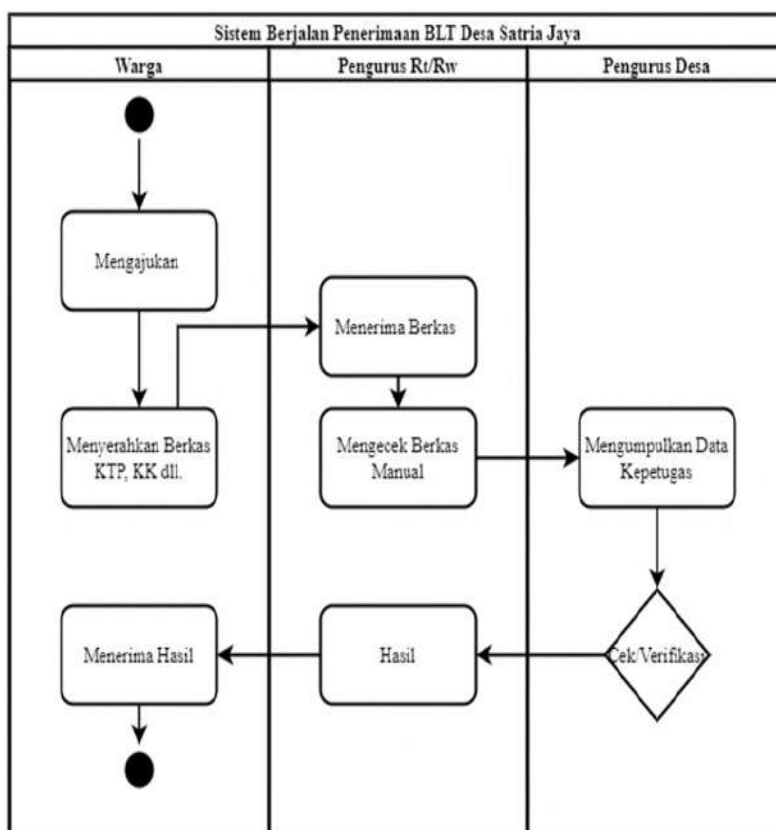 Sistem Berjalan Penerimaan BLT Desa Satria Jaya
Warga
Pengurus Rt/Rw
Pengurus Desa
Mengajukan
Menerima Berkas
Menyerahkan Berkas
KTP, KK dll.
Mengecek Berkas
Manual
Mengumpulkan Data
Kepetugas
Menerima Hasil
Hasil
Cek/Verifikasi